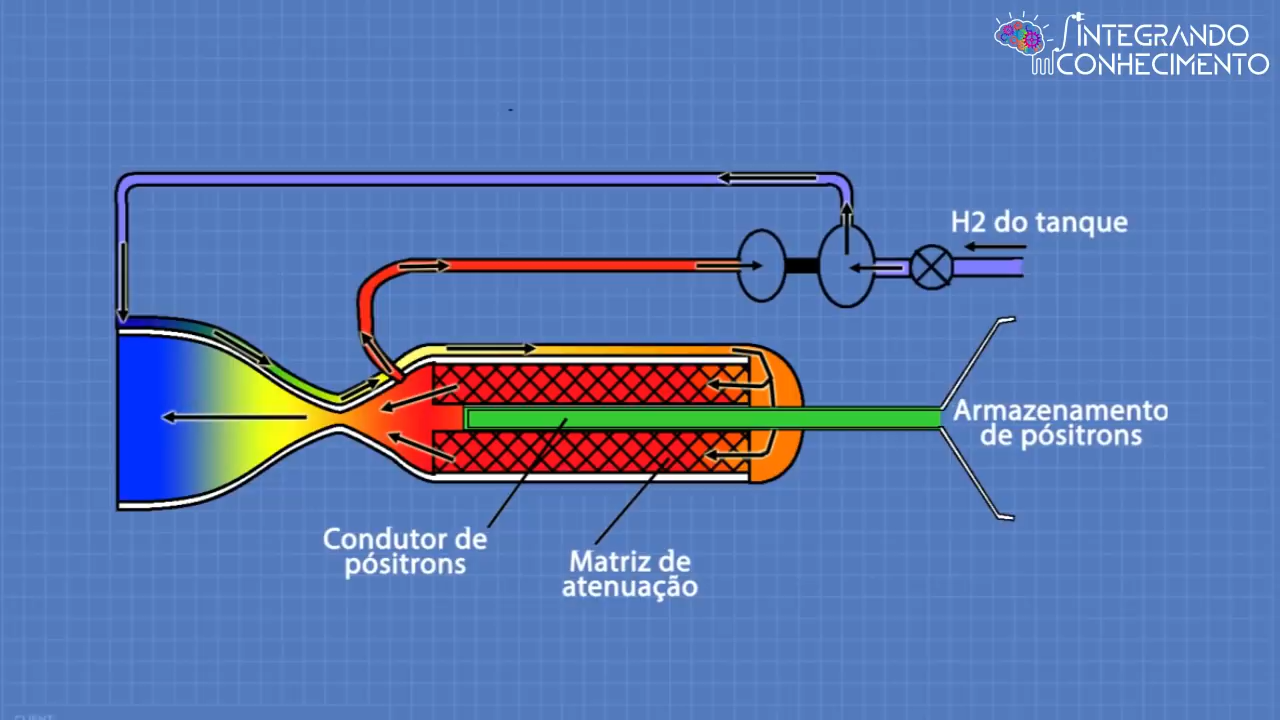 INTEGRANDO
CONHECIMENTO
H2 do tanque
Armazenamento
de pósitrons
Condutor de
pósitrons
Matriz de
atenuação